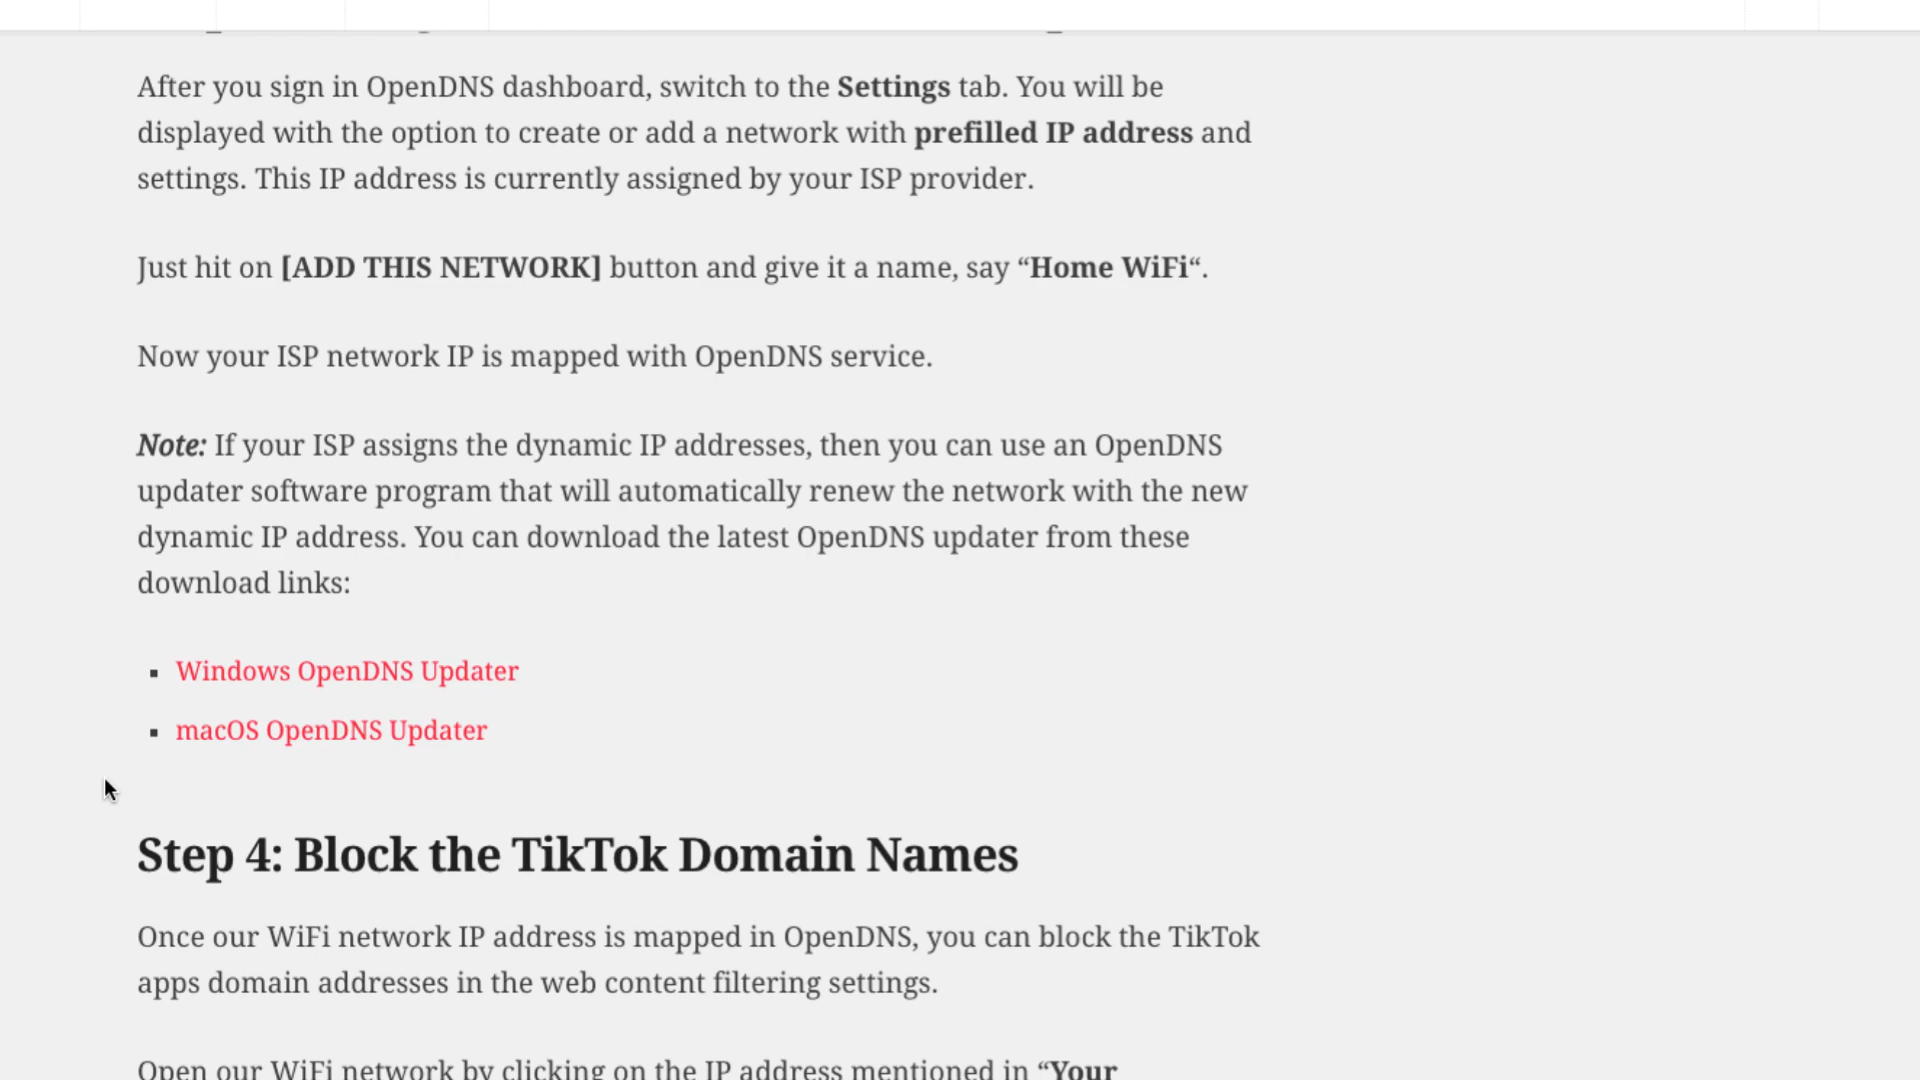 After you sign in OpenDNS dashboard, switch to the Settings tab. You will be
displayed with the option to create or add a network with prefilled IP address and
settings. This IP address is currently assigned by your ISP provider.
Just hit on [ADD THIS NETWORK] button and give it a name, say “Home WiFi“.
Now your ISP network IP is mapped with OpenDNS service.
Note: If your ISP assigns the dynamic IP addresses, then you can use an OpenDNS
updater software program that will automatically renew the network with the new
dynamic IP address. You can download the latest OpenDNS updater from these
download links:
▪ Windows OpenDNS Updater
▪ macOS OpenDNS Updater
Step 4: Block the TikTok Domain Names
Once our WiFi network IP address is mapped in OpenDNS, you can block the TikTok
apps domain addresses in the web content filtering settings.
Open our WiFi network by clicking on the IP address mentioned in “Your